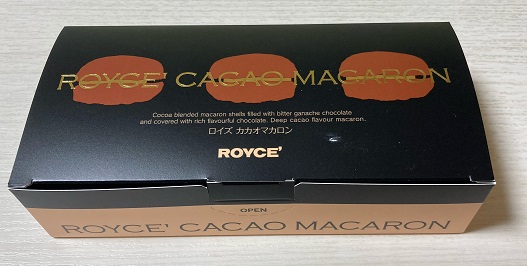 ROYCE' CACAO MACARON
Cocoa blended macaron shells filled with bitter ganache chocolate
and covered with rich flavourful chocolate. Deep cacao flavour macaron.
ロイズ カカオマカロン
ROYCE'
OPEN
ROYCE' CACAO MACARON